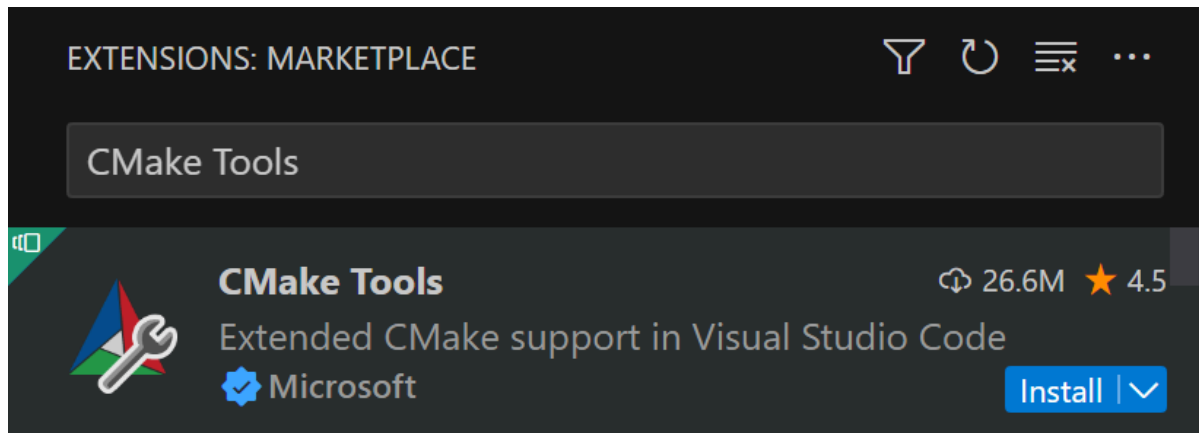 EXTENSIONS: MARKETPLACE
CMake Tools
CMake Tools 26.6M 4.5
Extended CMake support in Visual Studio Code
Microsoft Install